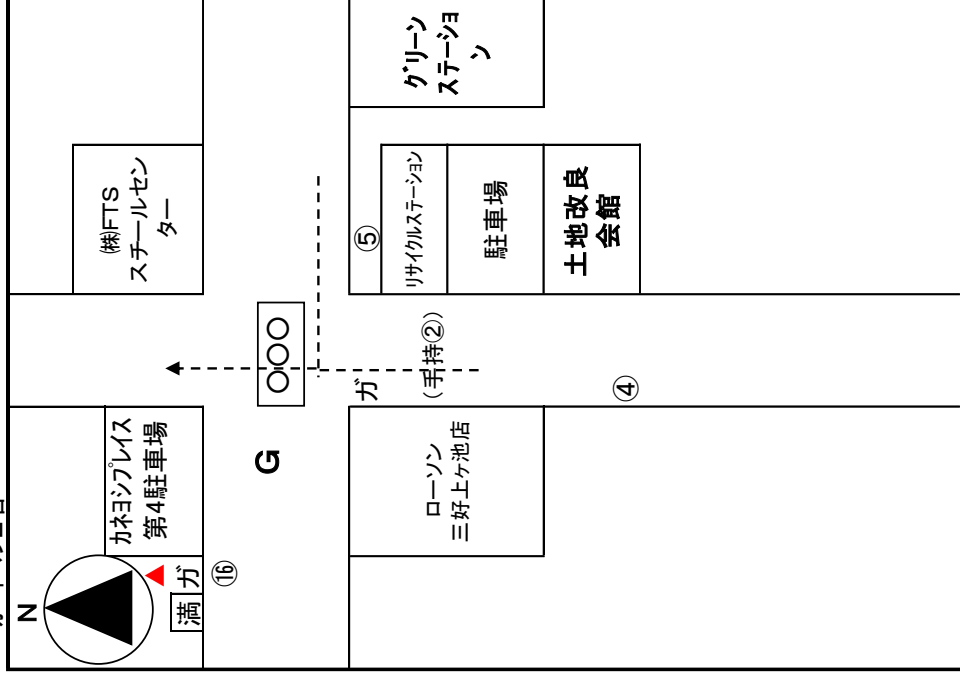 N
満
ガ
⑯
カネヨシプレイス
第4駐車場
G
○○○
㈱FTS
スチールセン
ター
グリーン
ステーショ
ン
⑤
リサイクルステーション
駐車場
土地改良
会館
ガ
(手持②)
④
ローソン
三好上ヶ池店